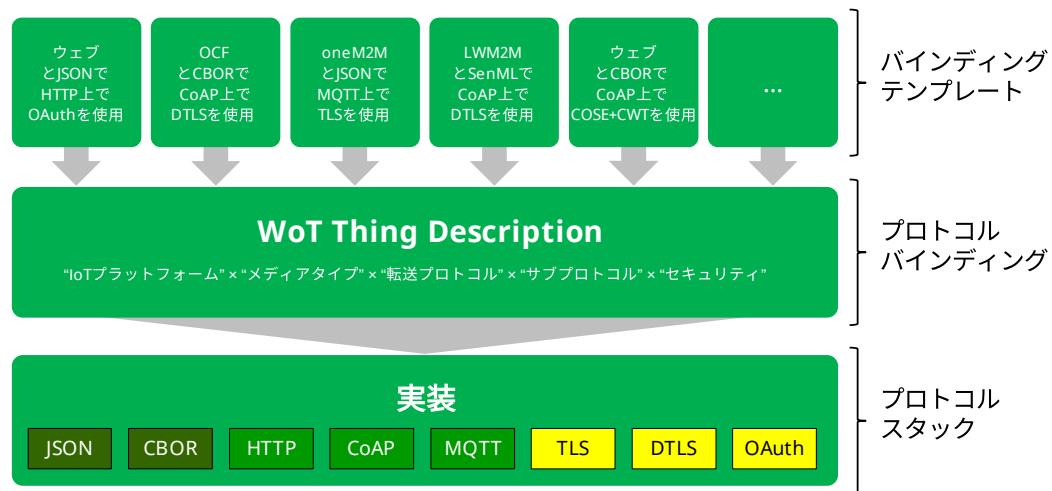 ウェブ
とJSONで
HTTP上で
OAuthを使用
OCF
とCBORで
CoAP上で
DTLSを使用
oneM2M
とJSONで
MQTT上で
TLSを使用
LWM2M
とSenMLで
CoAP上で
DTLSを使用
ウェブ
とCBORで
CoAP上で
COSE+CWTを使用
...
バインディング
テンプレート
WoT Thing Description
“IoTプラットフォーム” × “メディアタイプ” × “転送プロトコル” × “サブプロトコル” × “セキュリティ”
プロトコル
バインディング
実装
JSON
CBOR
HTTP
CoAP
MQTT
TLS
DTLS
OAuth
プロトコル
スタック